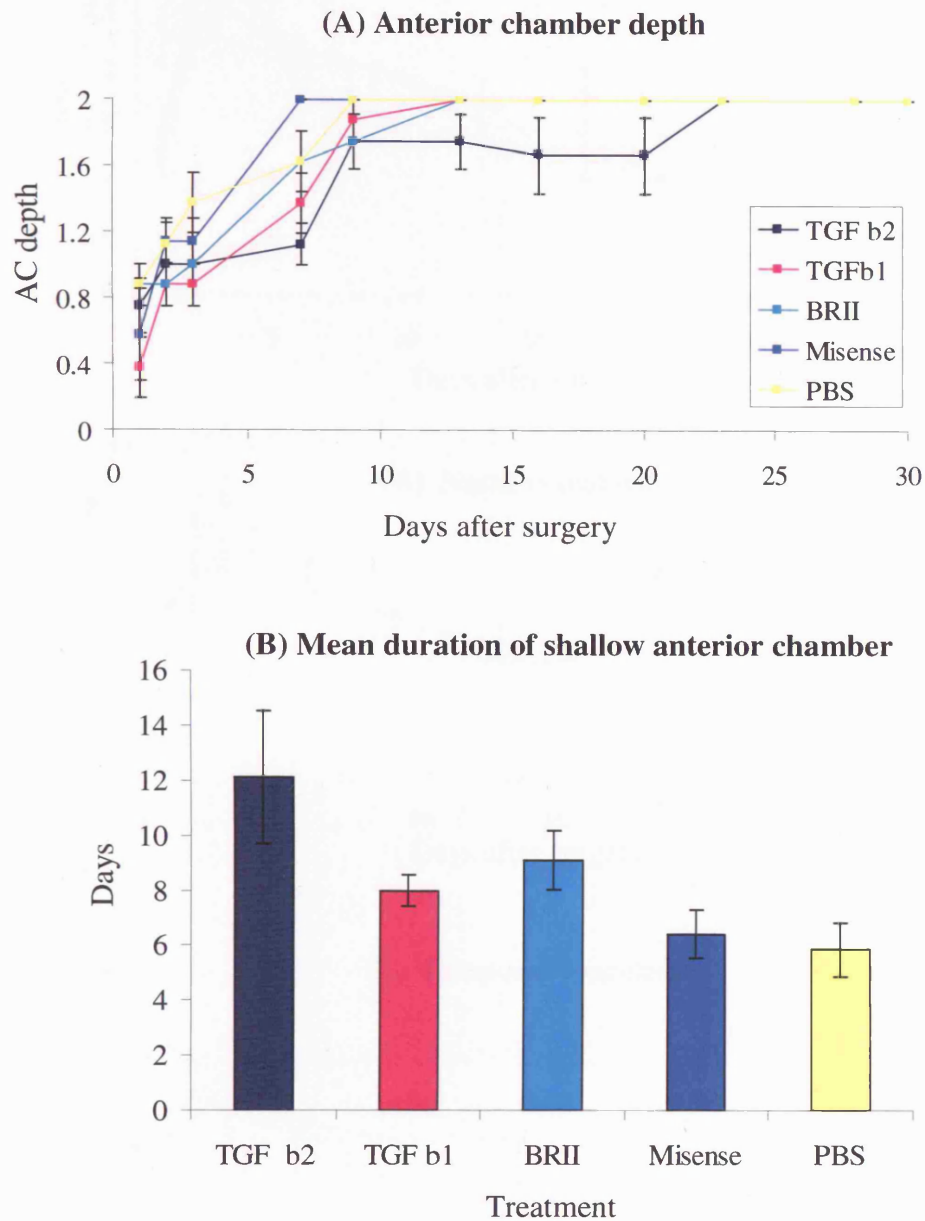 (A) Anterior chamber depth
2
1.6
1.2
0.8
0.4
0
AC depth
TGF b2
TGFb1
BRII
Misense
PBS
0 5 10 15 20 25 30
Days after surgery
(B) Mean duration of shallow anterior chamber
16
14
12
10
8
6
4
2
0
Days
TGF b2 TGF b1 BRII Misense PBS
Treatment